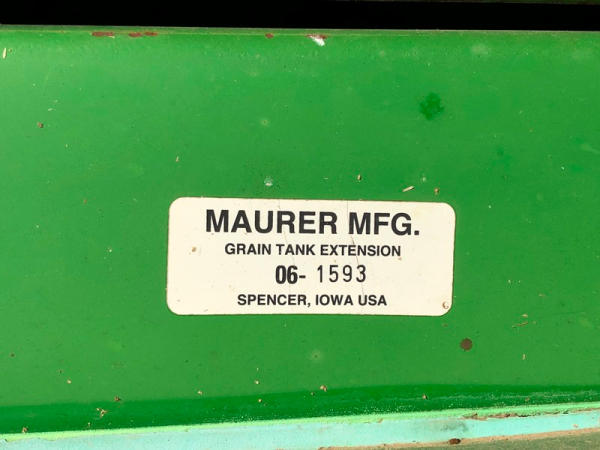 MAURER MFG.
GRAIN TANK EXTENSION
06- 1593
SPENCER, IOWA USA